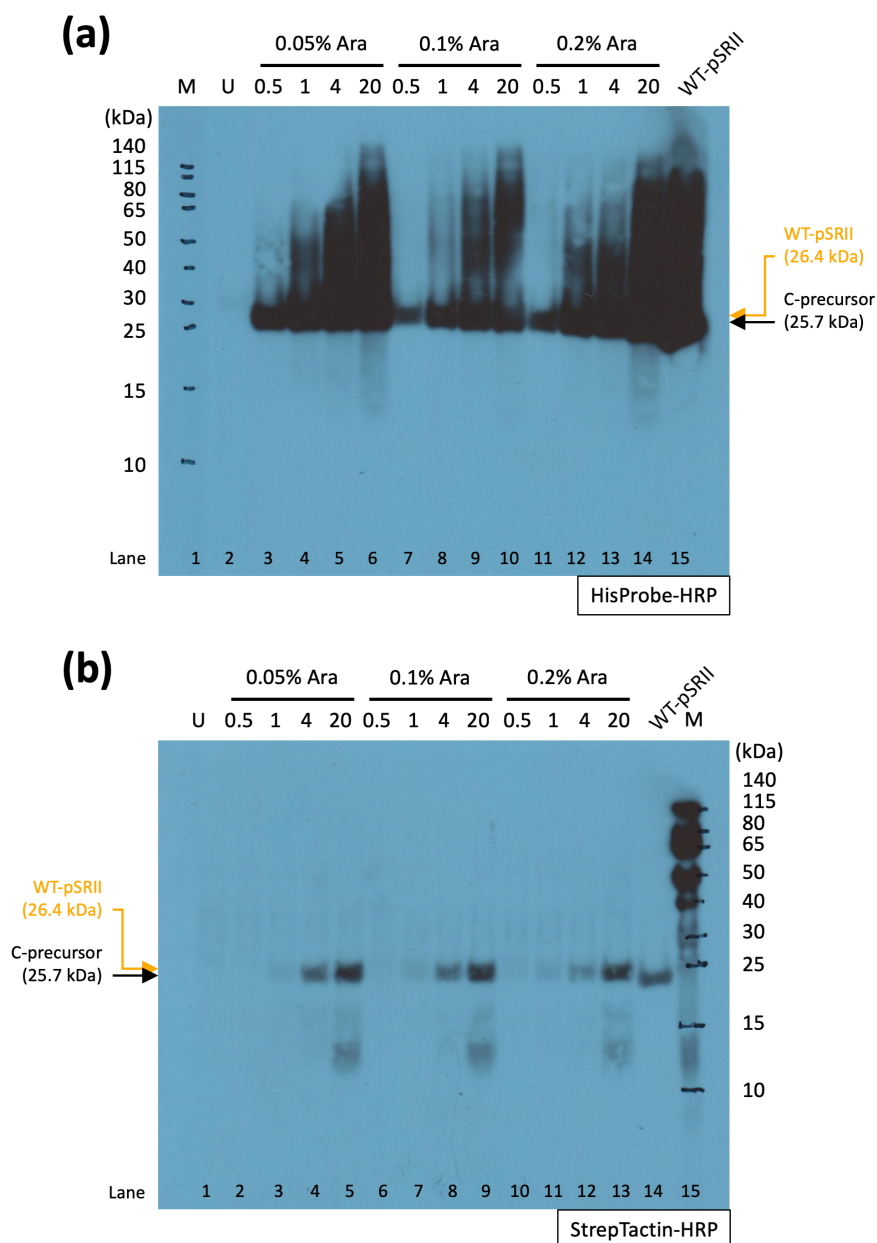 (a)
0.05% Ara 0.1% Ara 0.2% Ara
M U 0.5 1 4 20 0.5 1 4 20 0.5 1 4 20 WT-pSRII
(kDa)
140
115
80
65
50
40
30
25
15
10
WT-pSRII
(26.4 kDa)
C-precursor
(25.7 kDa)
Lane 1 2 3 4 5 6 7 8 9 10 11 12 13 14 15
HisProbe-HRP
(b)
0.05% Ara 0.1% Ara 0.2% Ara
U 0.5 1 4 20 0.5 1 4 20 0.5 1 4 20 WT-pSRII M
(kDa)
140
115
80
65
50
40
30
25
15
10
WT-pSRII
(26.4 kDa)
C-precursor
(25.7 kDa)
Lane 1 2 3 4 5 6 7 8 9 10 11 12 13 14 15
StrepTactin-HRP